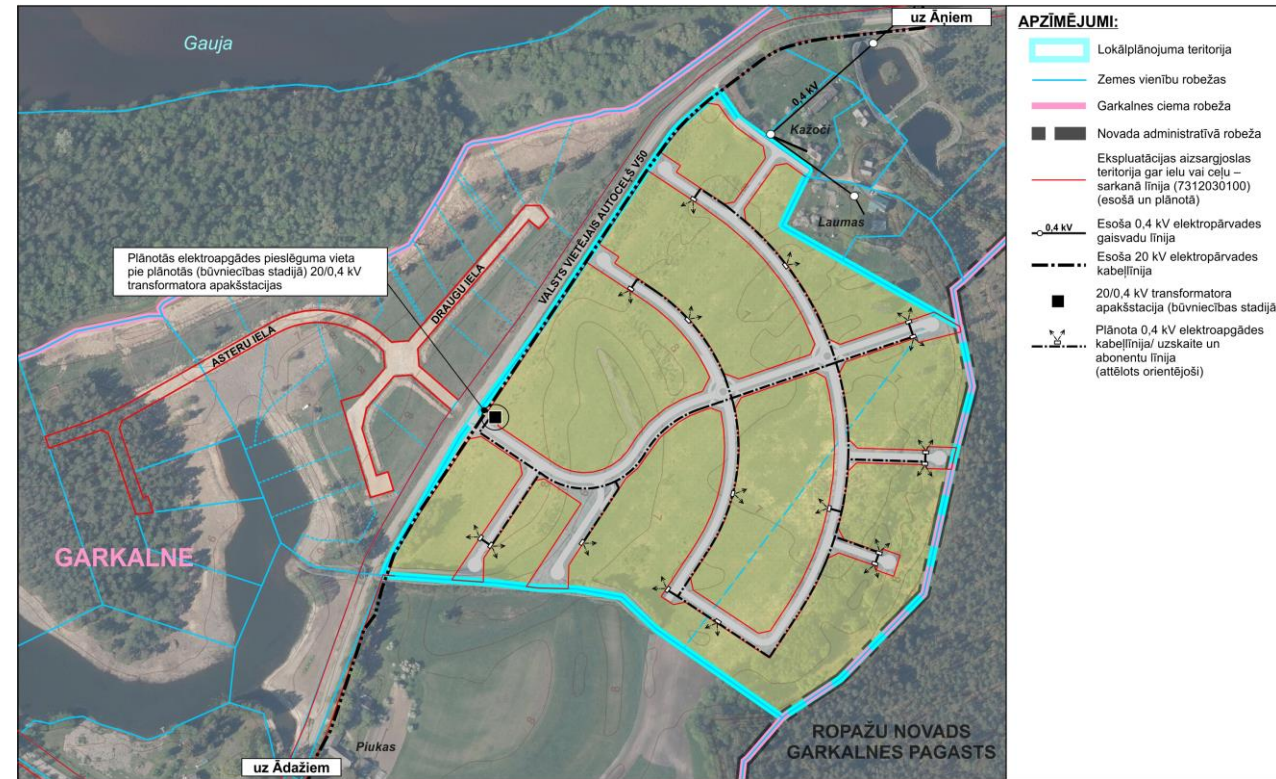 Gauja
uz Āņiem
0,4 kV
Kažoči
Laumas
VALSTS VIETĒJAIS AUTOCEĻŠ V50
Plānotās elektroapgādes pieslēguma vieta
pie plānotās (būvniecības stadijā) 20/0,4 kV
transformatora apakšstacijas
DRAUGU IELA
ASTERU IELA
GARKALNE
Piukas
uz Ādažiem
ROPAŽU NOVADS
GARKALNES PAGASTS
APZĪMĒJUMI:
Lokālplānojuma teritorija
Zemes vienību robežas
Garkalnes ciema robeža
Novada administratīvā robeža
Ekspluatācijas aizsargjoslas
teritorija gar ielu vai ceļu –
sarkanā līnija (7312030100)
(esošā un plānotā)
0,4 kV
Esoša 0,4 kV elektropārvades
gaisvadu līnija
Esoša 20 kV elektropārvades
kabeļlīnija
20/0,4 kV transformatora
apakšstacija (būvniecības stadijā
Plānota 0,4 kV elektroapgādes
kabeļlīnija/ uzskaite un
abonentu līnija
(attēlots orientējoši)